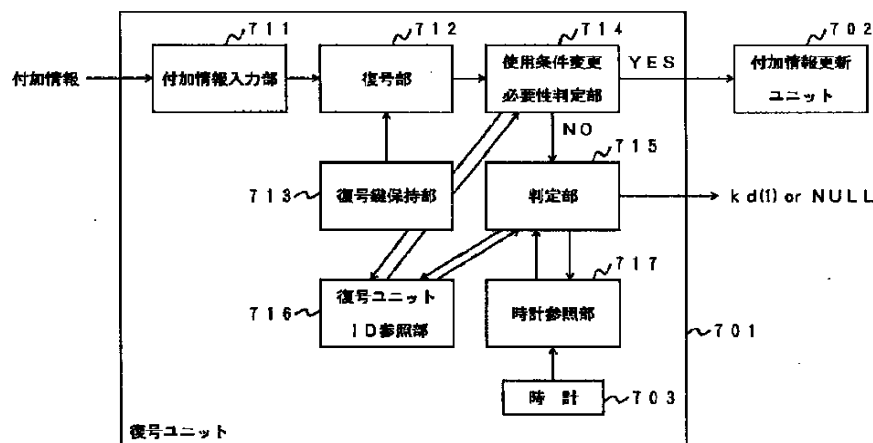 711
712
714
702
付加情報
付加情報入力部
復号部
使用条件変更
必要性判定部
YES
付加情報更新
ユニット
NO
715
713
復号鍵保持部
判定部
kd(f) or NULL
717
716
復号ユニット
ID参照部
時計参照部
701
時 計
703
復号ユニット